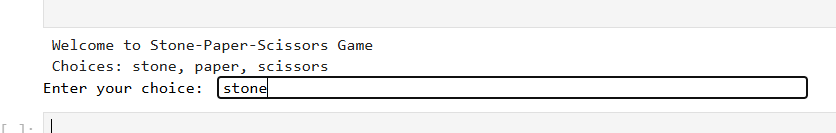 Welcome to Stone-Paper-Scissors Game
Choices: stone, paper, scissors
Enter your choice: stone
[ ]: